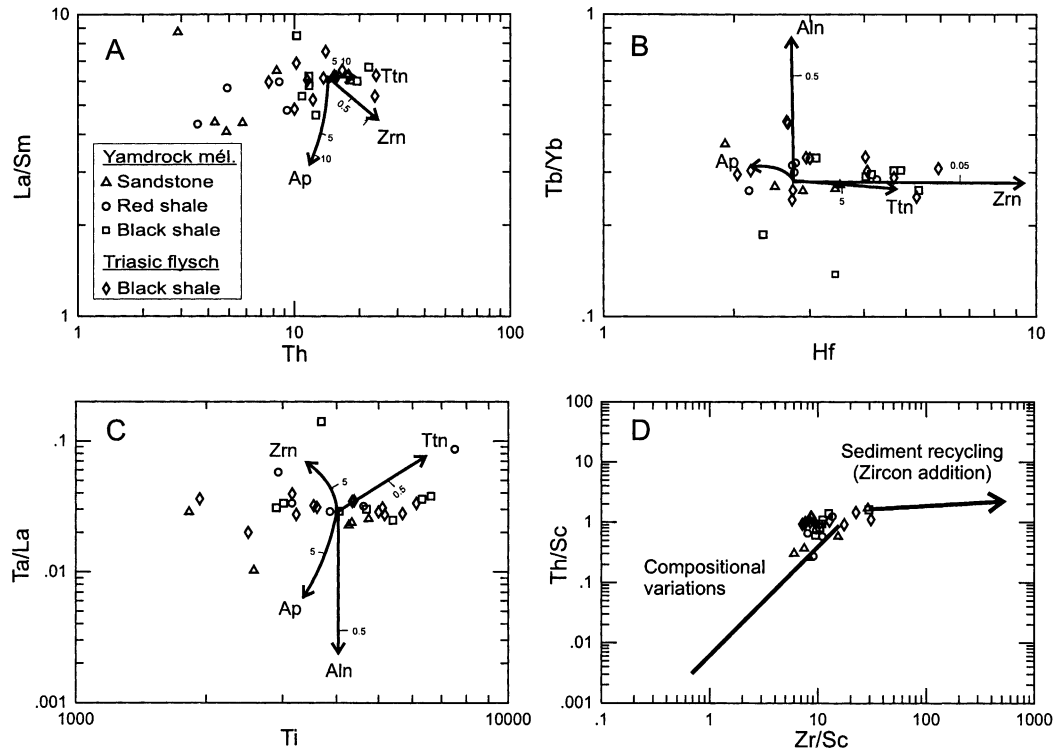 10
A
La/Sm
5 10
Ttn
0.5
Zrn
5
10
Ap
Yamdrock mél.
Sandstone
Red shale
Black shale
Triasic flysch
Black shale
1
1
10
100
Th
1
B
Aln
0.5
Tb/Yb
Ap
0.05
5
Ttn
Zrn
.1
1
10
Hf
C
.1
Zrn
Ttn
5
0.5
Ta/La
.01
5
Ap
0.5
Aln
.001
1000
10000
Ti
100
D
10
Sediment recycling
(Zircon addition)
1
Th/Sc
Compositional
variations
.1
.01
.001
.1
1
10
100
1000
Zr/Sc